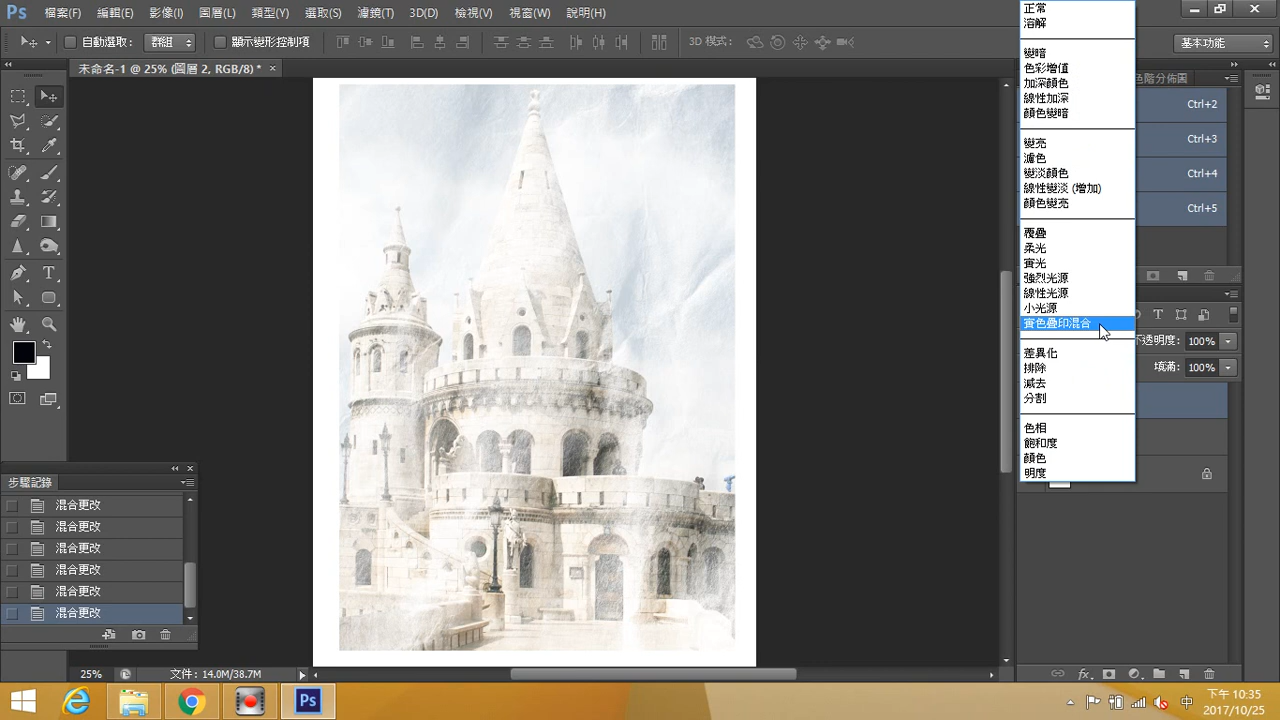 Ps 檔案(F) 編輯(E) 影像(I) 圖層(L) 類型(Y) 選取(S) 濾鏡(T) 3D(D) 檢視(V) 視窗(W) 說明(H)
自動選取： 群組 顯示變形控制項 3D 模式： 基本功能
未命名-1 @ 25% (圖層 2, RGB/8) * ×
正常
溶解
變暗
色彩增值
加深顏色
線性加深
顏色變暗
變亮
濾色
變淡顏色
線性變淡 (增加)
顏色變亮
覆疊
柔光
實光
強烈光源
線性光源
小光源
實色疊印混合
差異化
排除
減去
分割
色相
飽和度
顏色
明度
色階分佈圖
Ctrl+2
Ctrl+3
Ctrl+4
Ctrl+5
不透明度： 100%
填滿： 100%
步驟記錄
混合更改
混合更改
混合更改
混合更改
混合更改
混合更改
25% 文件：14.0M/38.7M
Ps 中 下午 10:35
2017/10/25